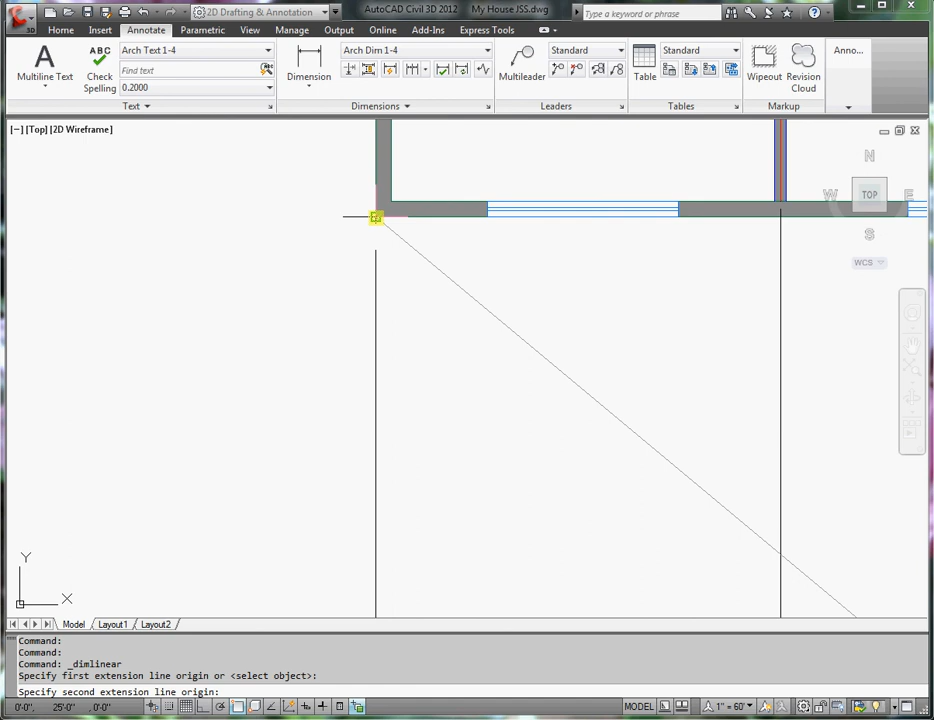 2D Drafting & Annotation
AutoCAD Civil 3D 2012 My House JSS.dwg
Type a keyword or phrase
3D
Home Insert Annotate Parametric View Manage Output Add-Ins Online Express Tools
A
Multiline Text
ABC
Check Spelling
Arch Text 1-4
Find text
0.2000
Text
Dimension
Arch Dim 1-4
Dimensions
Multileader
Standard
Leaders
Table
Standard
Tables
Wipeout
Revision Cloud
Markup
Anno...
[−] [Top] [2D Wireframe]
N
W TOP E
S
WCS
Y
X
Model Layout1 Layout2
Command:
Command:
Command: _dimlinear
Specify first extension line origin or <select object>:
Specify second extension line origin:
0'-0", 25'-0" , 0'-0"
MODEL
1" = 60'